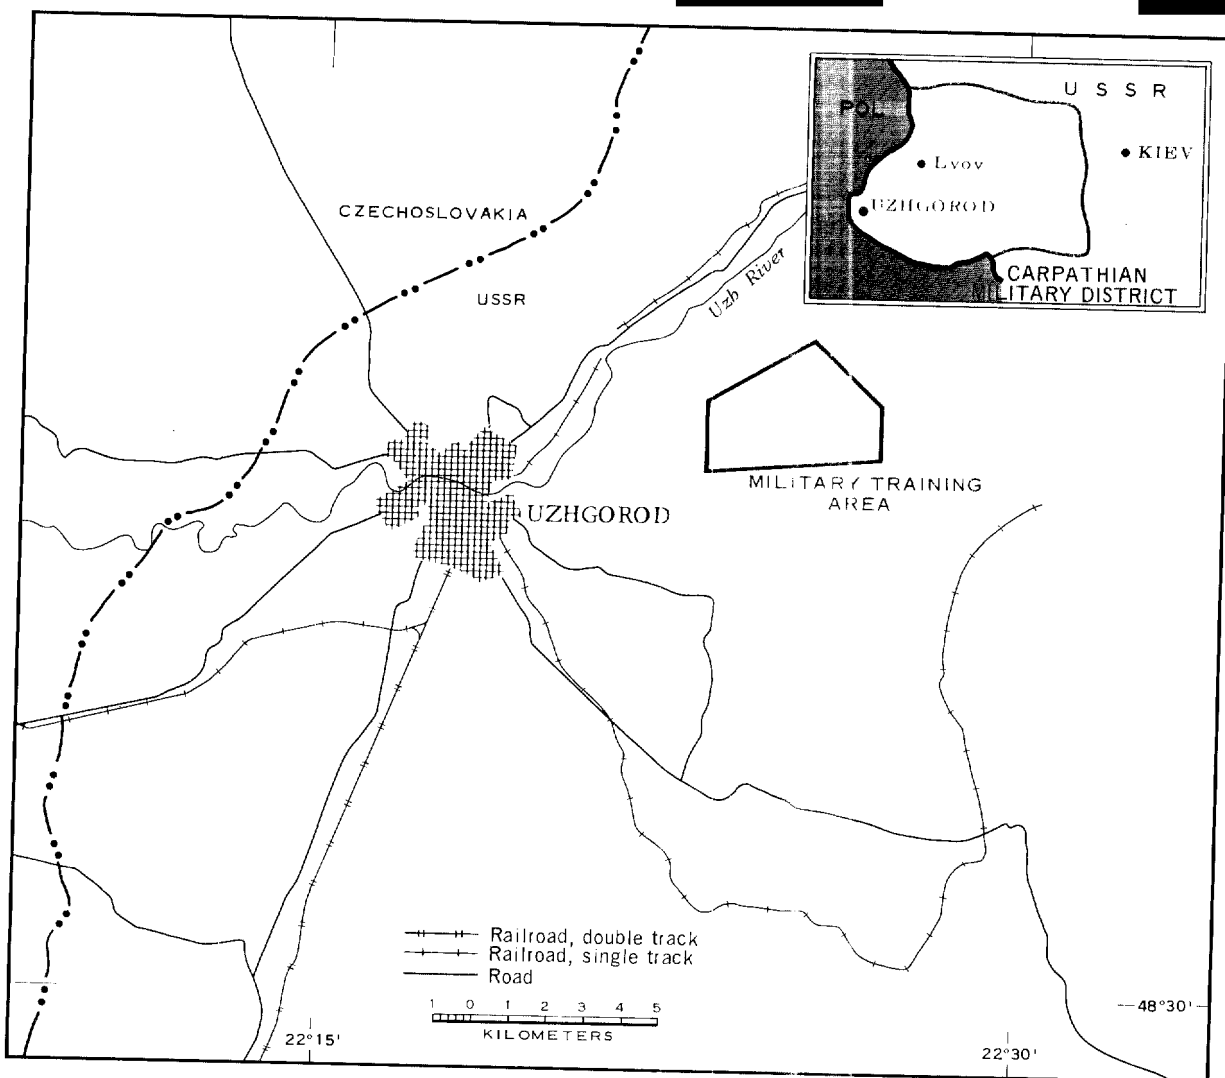 USSR
POL
KIEV
Lvov
UZHGOROD
CARPATHIAN
MILITARY DISTRICT
CZECHOSLOVAKIA
USSR
Uzh River
MILITARY TRAINING
AREA
UZHGOROD
Railroad, double track
Railroad, single track
Road
1 0 1 2 3 4 5
KILOMETERS
48°30'
22°15'
22°30'